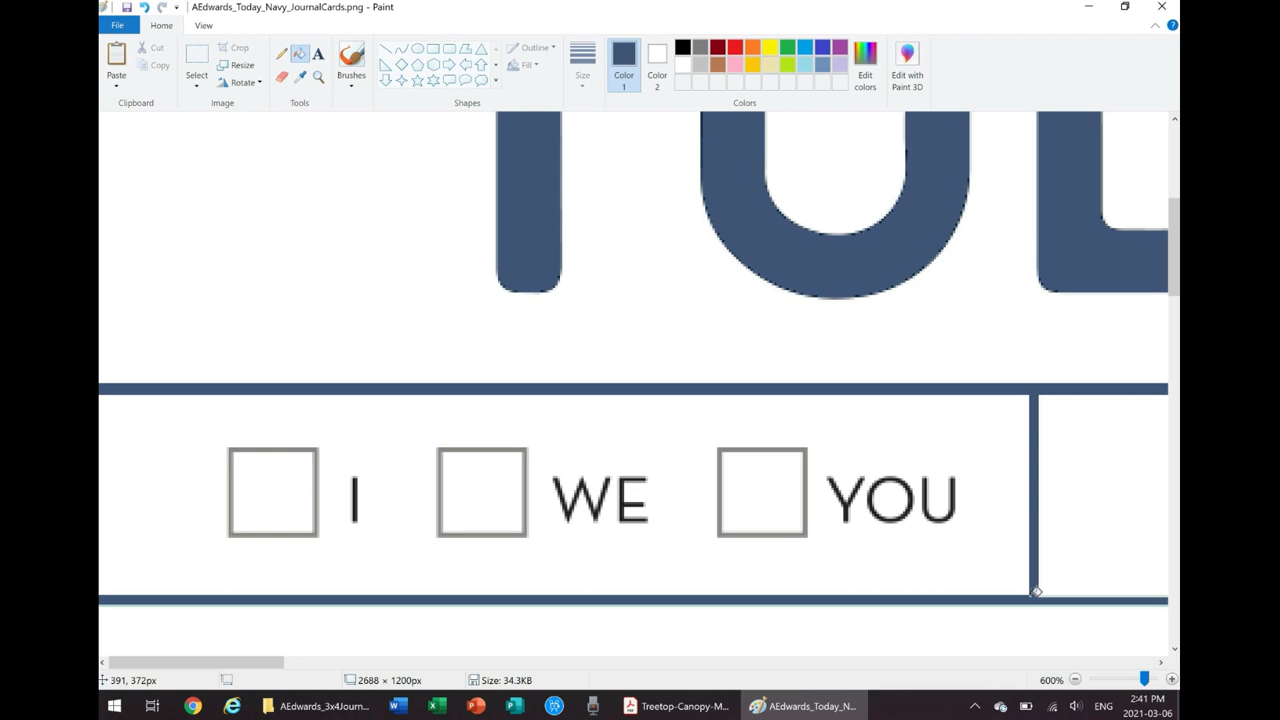 AEdwards_Today_Navy_JournalCards.png - Paint
File Home View
Paste
Cut
Copy
Clipboard
Select
Crop
Resize
Rotate
Image
Tools
Brushes
Outline
Fill
Shapes
Size
Color 1
Color 2
Edit colors
Colors
Edit with Paint 3D
I WE YOU
391, 372px
2688 × 1200px
Size: 34.3KB
600%
AEdwards_3x4Journ...
Treetop-Canopy-M...
AEdwards_Today_N...
ENG
2:41 PM
2021-03-06